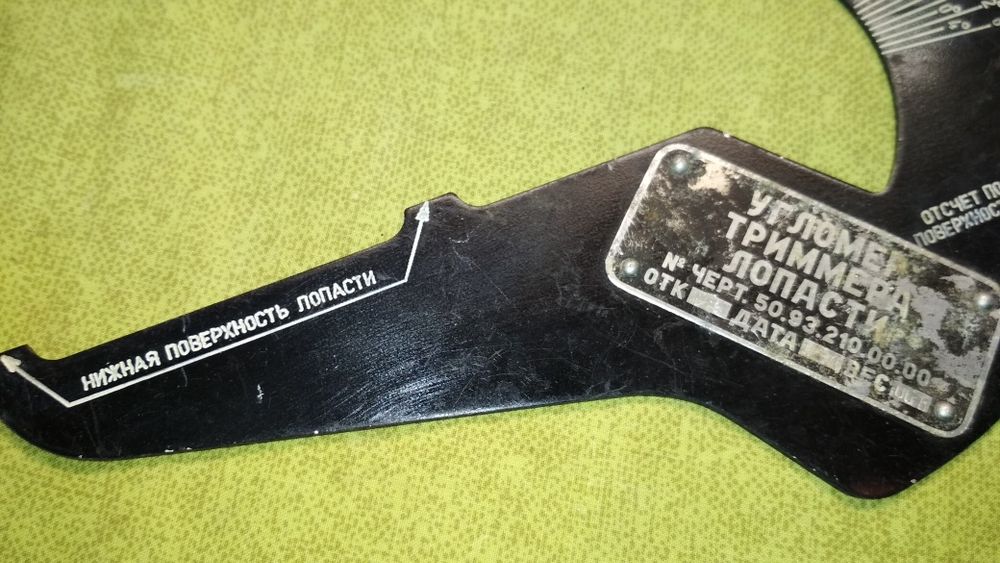 НИЖНАЯ ПОВЕРХНОСТЬ ЛОПАСТИ
УГЛОМЕР
ТРИММЕРА
ЛОПАСТИ
№ ЧЕРТ. 50.93.210.00.00
ОТК ДАТА ВЕС
ОТСЧЕТ ПО
ПОВЕРХНОСТ